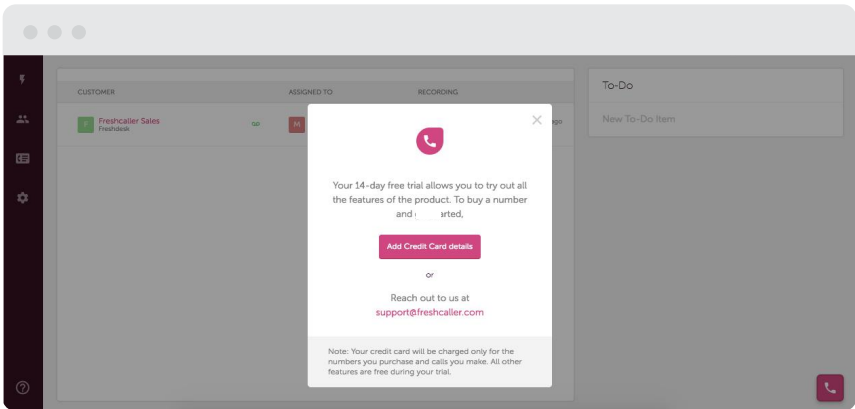 CUSTOMER ASSIGNED TO RECORDING
F Freshcaller Sales
Freshdesk
M
ago
To-Do
New To-Do Item
Your 14-day free trial allows you to try out all
the features of the product. To buy a number
and
Add Credit Card details
or
Reach out to us at
support@freshcaller.com
Note: Your credit card will be charged only for the
numbers you purchase and calls you make. All other
features are free during your trial.